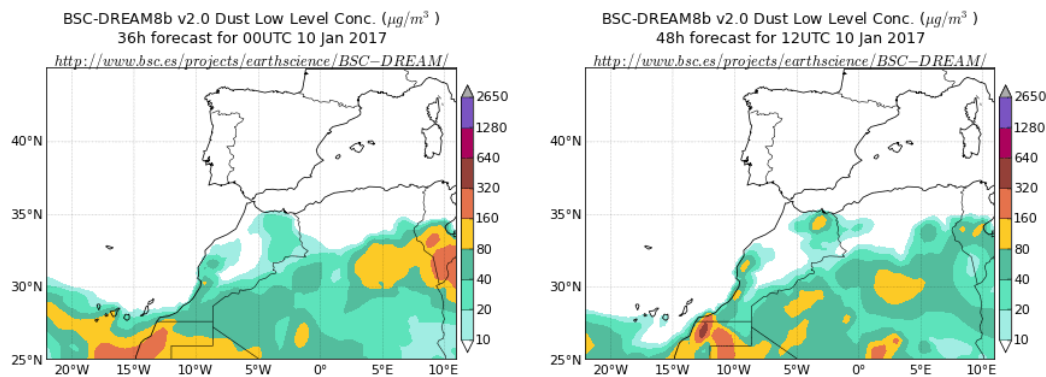 BSC-DREAM8b v2.0 Dust Low Level Conc. (μg/m³ )
36h forecast for 00UTC 10 Jan 2017
http://www.bsc.es/projects/earthscience/BSC−DREAM/
40°N
35°N
30°N
25°N
20°W
15°W
10°W
5°W
0°E
5°E
10°E
2650
1280
640
320
160
80
40
20
10
BSC-DREAM8b v2.0 Dust Low Level Conc. (μg/m³ )
48h forecast for 12UTC 10 Jan 2017
http://www.bsc.es/projects/earthscience/BSC−DREAM/
40°N
35°N
30°N
25°N
20°W
15°W
10°W
5°W
0°E
5°E
10°E
2650
1280
640
320
160
80
40
20
10